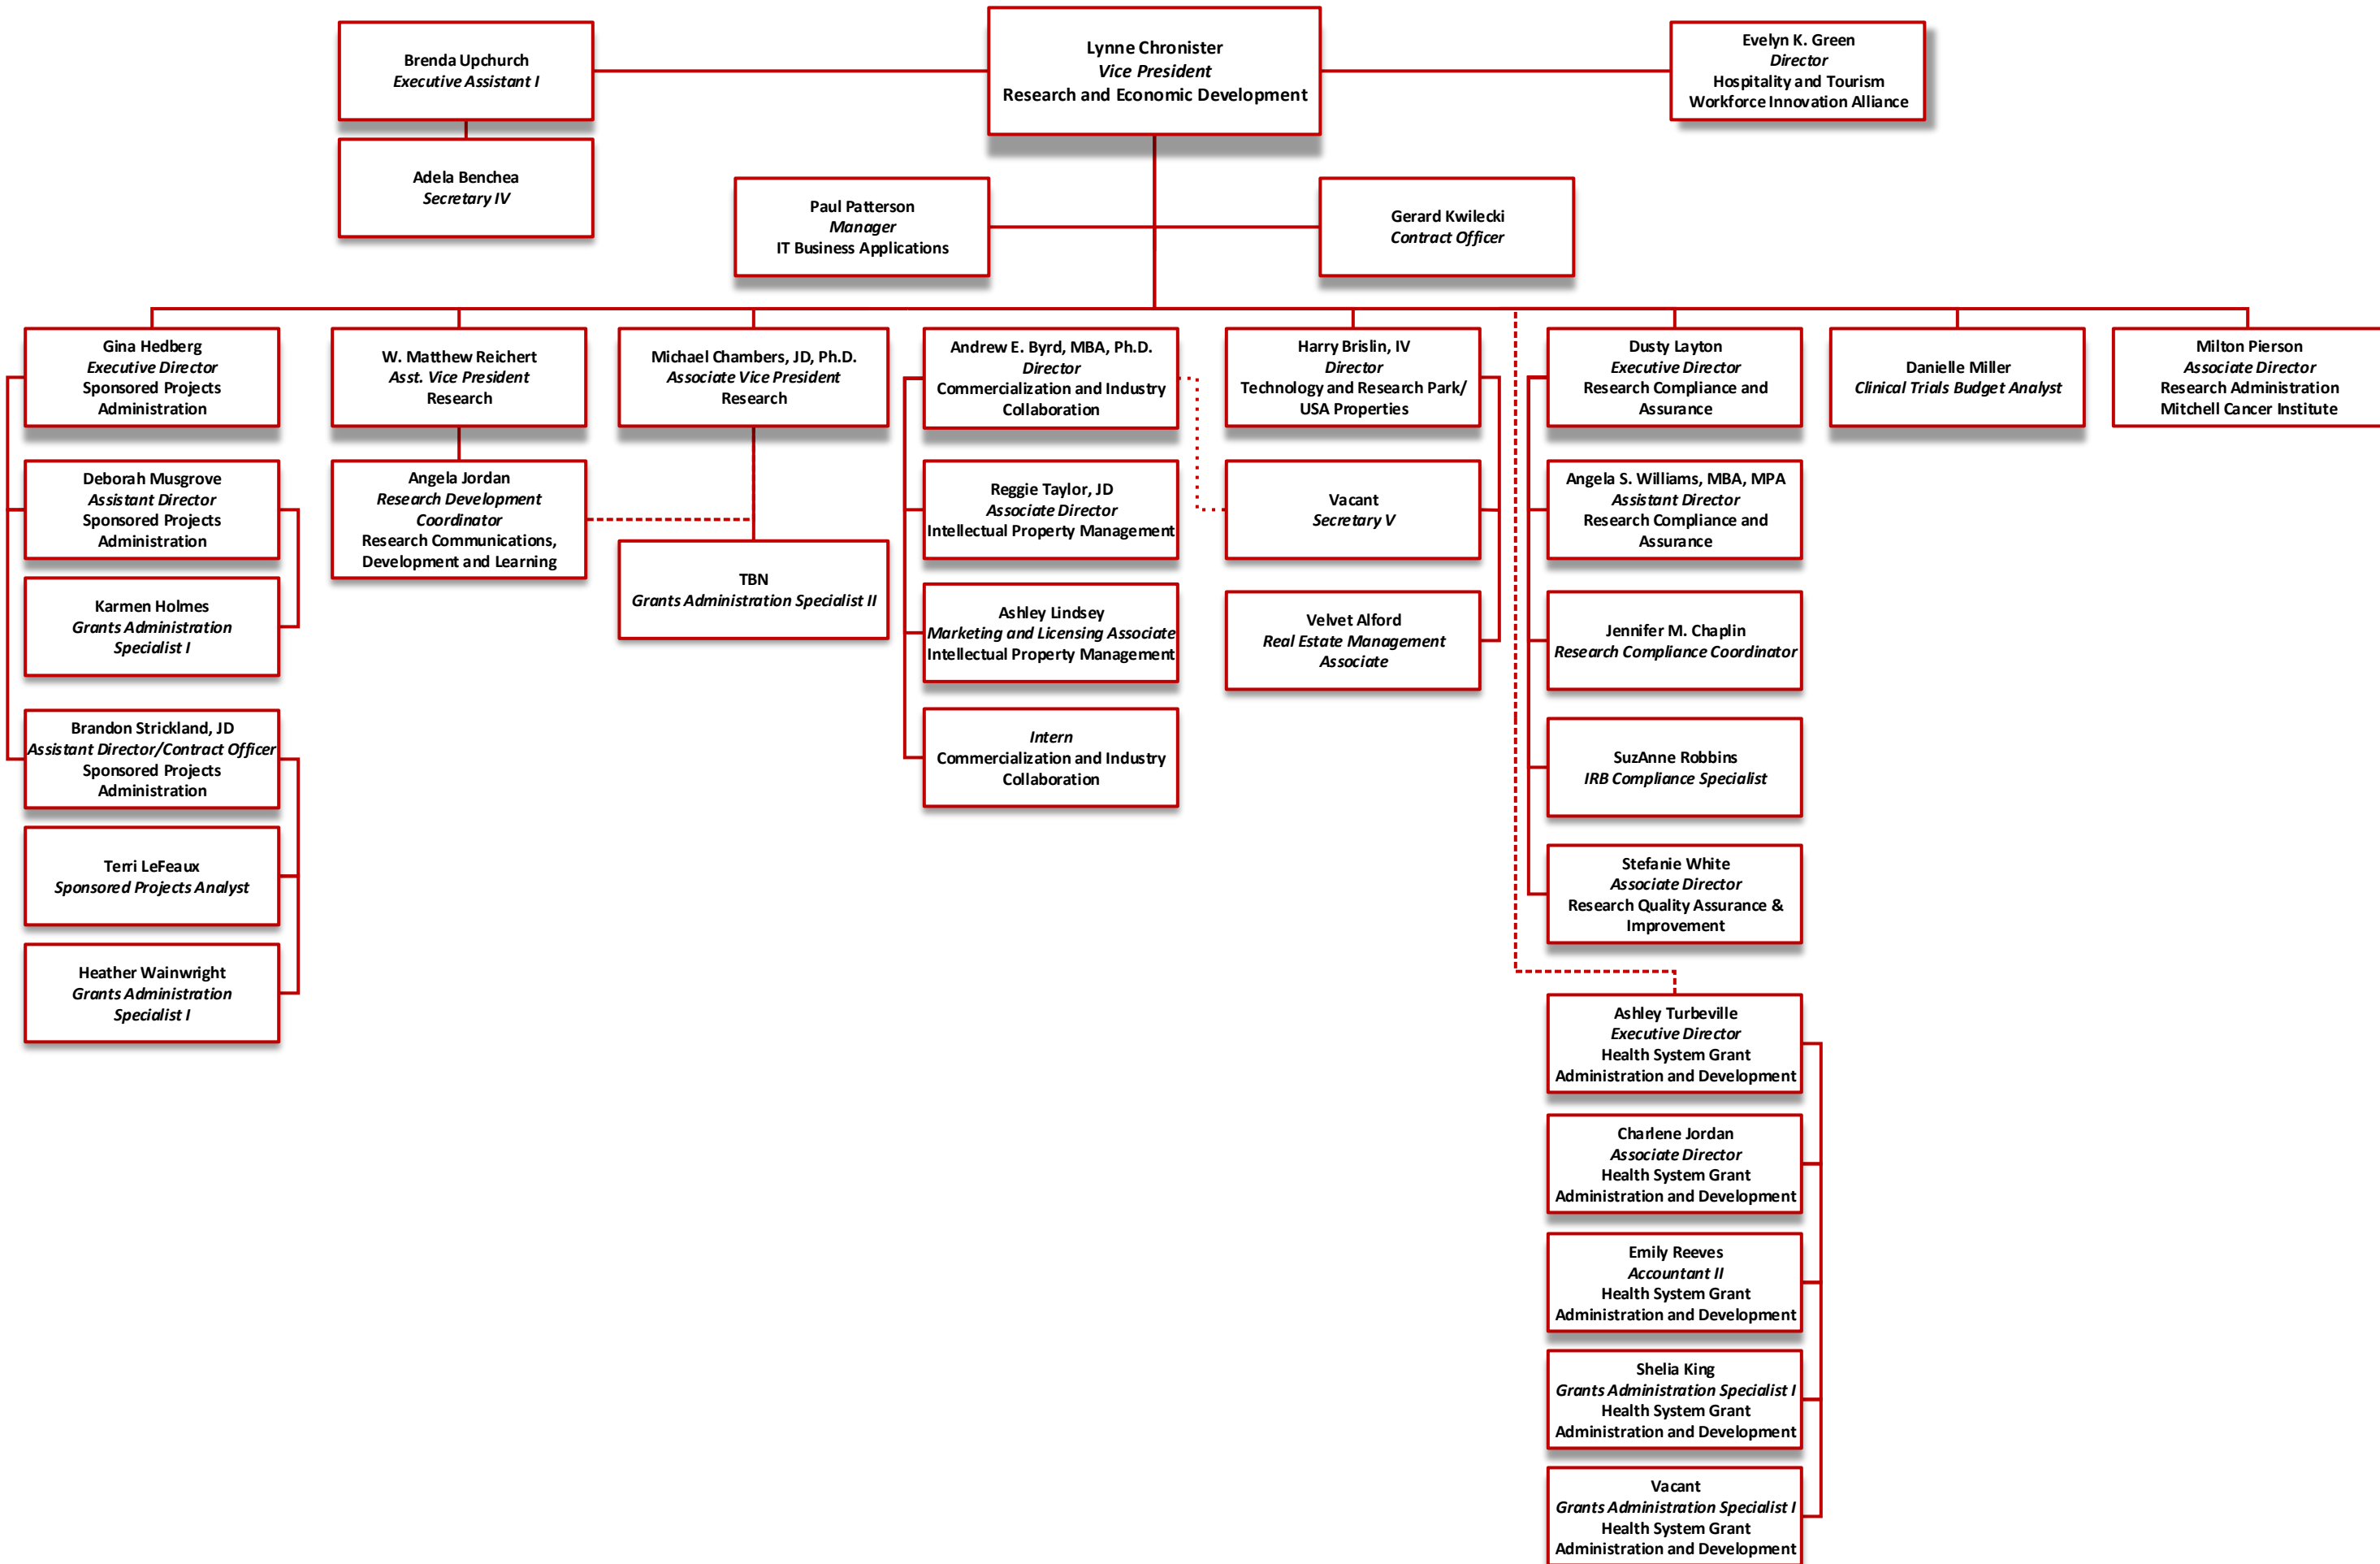 Brenda Upchurch
Executive Assistant I
Lynne Chronister
Vice President
Research and Economic Development
Evelyn K. Green
Director
Hospitality and Tourism
Workforce Innovation Alliance
Adela Benchea
Secretary IV
Paul Patterson
Manager
IT Business Applications
Gerard Kwilecki
Contract Officer
Gina Hedberg
Executive Director
Sponsored Projects
Administration
W. Matthew Reichert
Asst. Vice President
Research
Michael Chambers, JD, Ph.D.
Associate Vice President
Research
Andrew E. Byrd, MBA, Ph.D.
Director
Commercialization and Industry
Collaboration
Harry Brislin, IV
Director
Technology and Research Park/
USA Properties
Dusty Layton
Executive Director
Research Compliance and
Assurance
Danielle Miller
Clinical Trials Budget Analyst
Milton Pierson
Associate Director
Research Administration
Mitchell Cancer Institute
Deborah Musgrove
Assistant Director
Sponsored Projects
Administration
Angela Jordan
Research Development
Coordinator
Research Communications,
Development and Learning
TBN
Grants Administration Specialist II
Reggie Taylor, JD
Associate Director
Intellectual Property Management
Vacant
Secretary V
Angela S. Williams, MBA, MPA
Assistant Director
Research Compliance and
Assurance
Karmen Holmes
Grants Administration
Specialist I
Ashley Lindsey
Marketing and Licensing Associate
Intellectual Property Management
Velvet Alford
Real Estate Management
Associate
Jennifer M. Chaplin
Research Compliance Coordinator
Brandon Strickland, JD
Assistant Director/Contract Officer
Sponsored Projects
Administration
Intern
Commercialization and Industry
Collaboration
SuzAnne Robbins
IRB Compliance Specialist
Terri LeFeaux
Sponsored Projects Analyst
Stefanie White
Associate Director
Research Quality Assurance &
Improvement
Heather Wainwright
Grants Administration
Specialist I
Ashley Turbeville
Executive Director
Health System Grant
Administration and Development
Charlene Jordan
Associate Director
Health System Grant
Administration and Development
Emily Reeves
Accountant II
Health System Grant
Administration and Development
Shelia King
Grants Administration Specialist I
Health System Grant
Administration and Development
Vacant
Grants Administration Specialist I
Health System Grant
Administration and Development